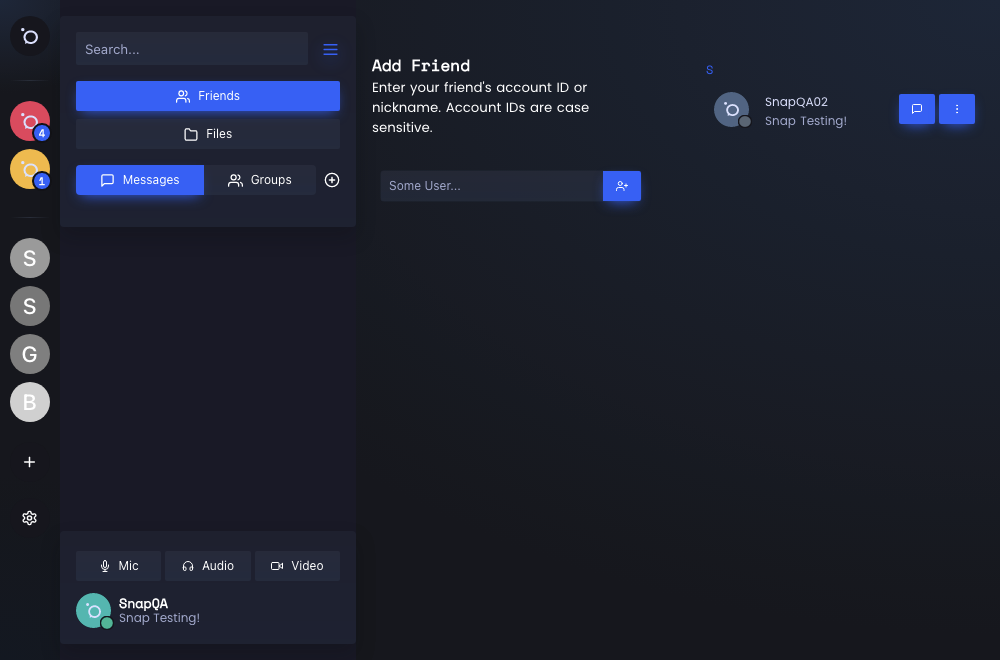 4
1
S
S
G
B
Search...
Friends
Files
Messages
Groups
Mic
Audio
Video
SnapQA
Snap Testing!
Add Friend
Enter your friend's account ID or
nickname. Account IDs are case
sensitive.
Some User...
S
SnapQA02
Snap Testing!